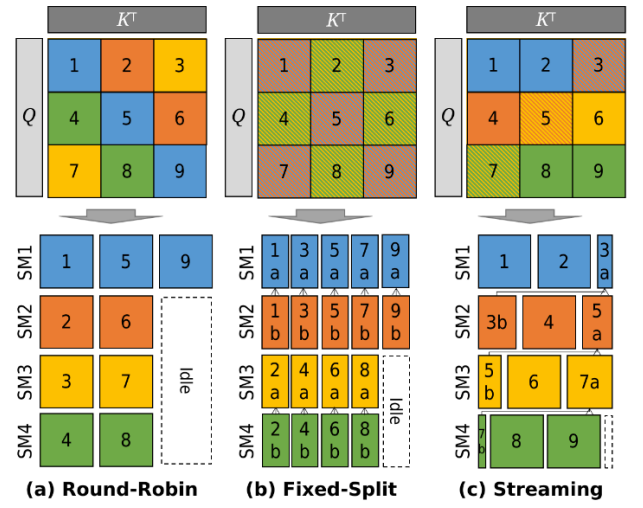 K⊤
Q
1 2 3
4 5 6
7 8 9
SM1 1 5 9
SM2 2 6
SM3 3 7
SM4 4 8
Idle
(a) Round-Robin
K⊤
Q
1 2 3
4 5 6
7 8 9
SM1 1a 3a 5a 7a 9a
SM2 1b 3b 5b 7b 9b
SM3 2a 4a 6a 8a
SM4 2b 4b 6b 8b
Idle
(b) Fixed-Split
K⊤
Q
1 2 3
4 5 6
7 8 9
SM1 1 2 3a
SM2 3b 4 5a
SM3 5b 6 7a
SM4 7b 8 9
(c) Streaming